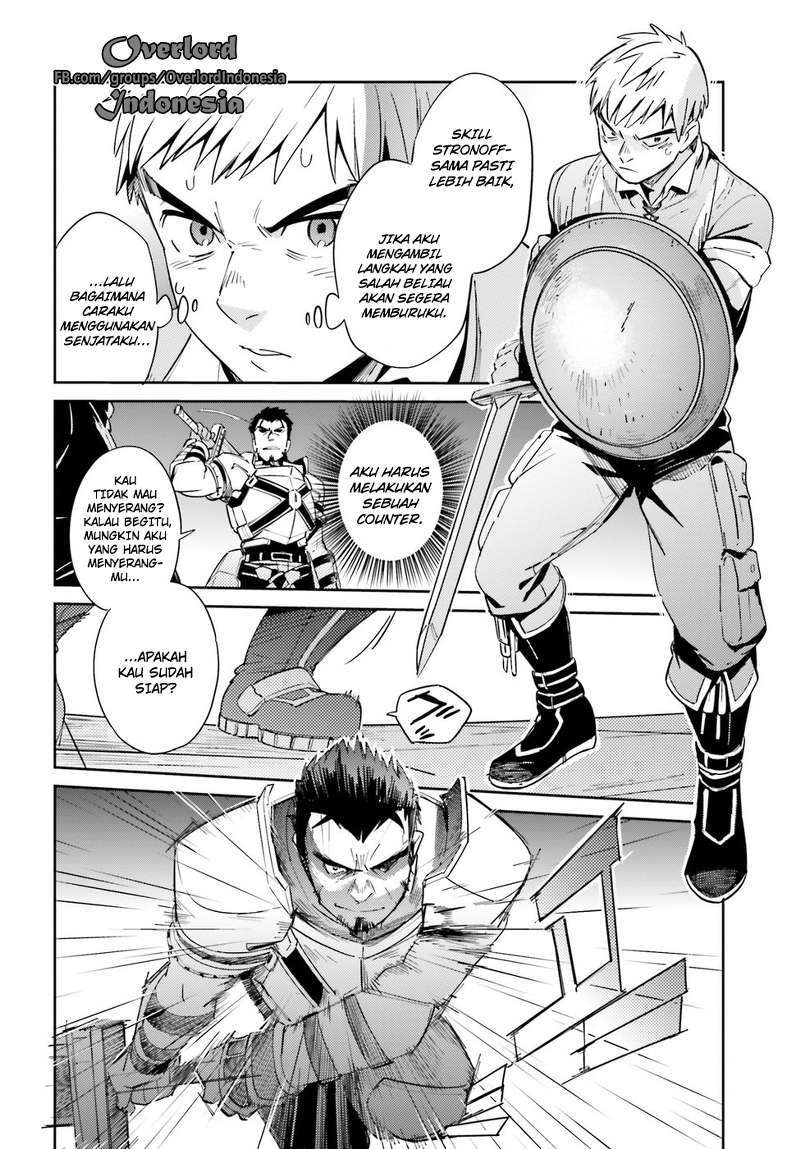 Overlord
FB.com/groups/OverlordIndonesia
Indonesia
SKILL
STRONOFF-
SAMA PASTI
LEBIH BAIK,
JIKA AKU
MENGAMBIL
LANGKAH YANG
SALAH BELIAU
AKAN SEGERA
MEMBURUKU.
...LALU
BAGAIMANA
CARAKU
MENGGUNAKAN
SENJATAKU...
AKU HARUS
MELAKUKAN
SEBUAH
COUNTER.
KAU
TIDAK MAU
MENYERANG?
KALAU BEGITU,
MUNGKIN AKU
YANG HARUS
MENYERANG-
MU...
...APAKAH
KAU SUDAH
SIAP?